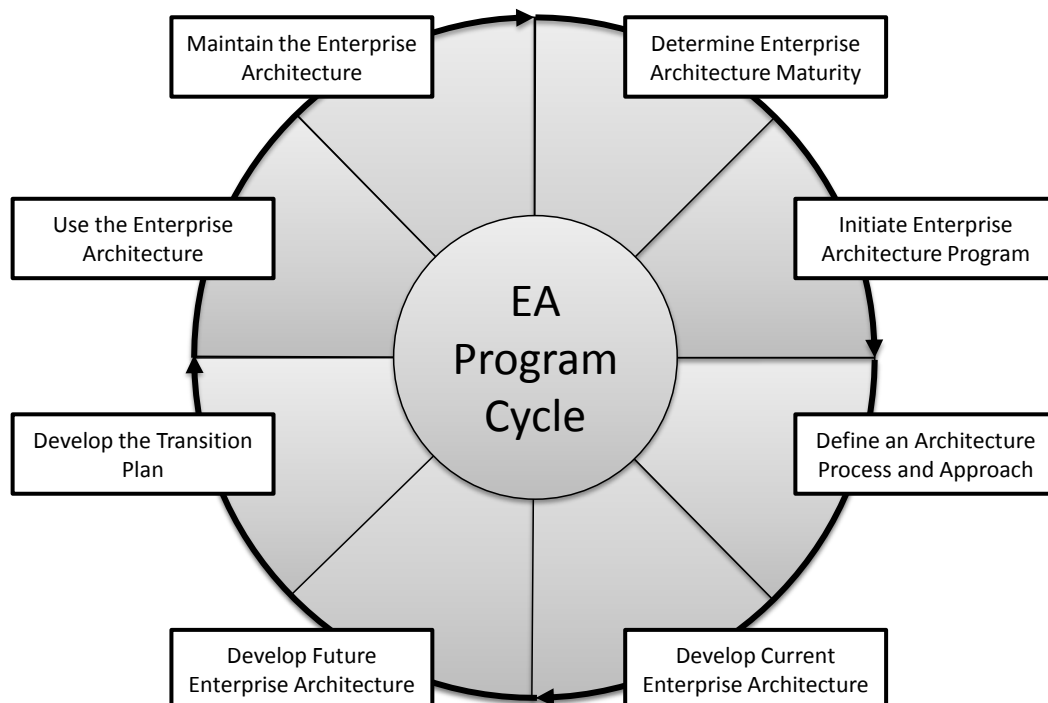 Maintain the Enterprise
Architecture
Determine Enterprise
Architecture Maturity
Use the Enterprise
Architecture
Initiate Enterprise
Architecture Program
EA
Program
Cycle
Develop the Transition
Plan
Define an Architecture
Process and Approach
Develop Future
Enterprise Architecture
Develop Current
Enterprise Architecture